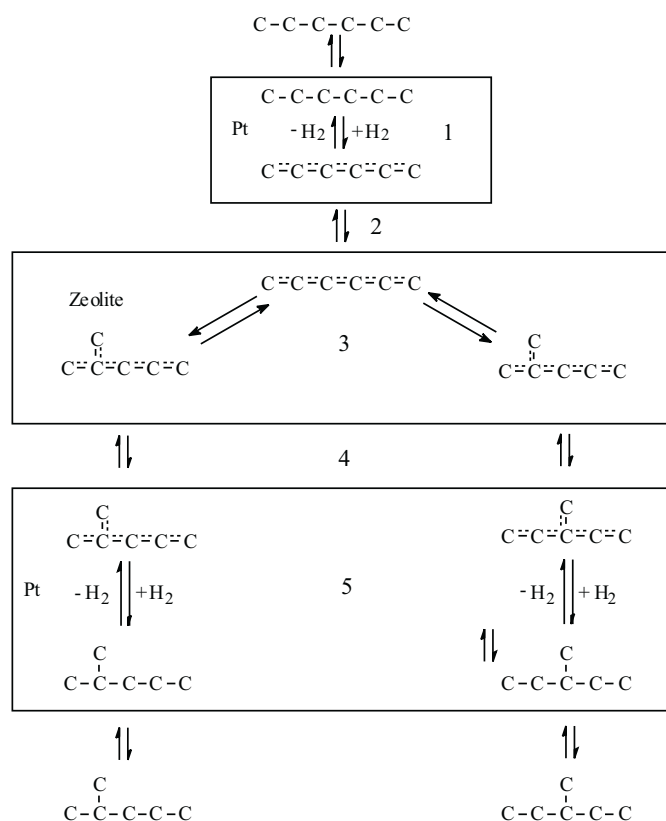 C-C-C-C-C-C
C-C-C-C-C-C
Pt -H2 +H2 1
C=C=C=C=C=C
2
C=C=C=C=C=C
Zeolite
C C
3
C=C=C=C=C C=C=C=C=C
4
C C
C=C=C=C=C C=C=C=C=C
Pt -H2 +H2 5 -H2 +H2
C C
C-C-C-C-C C-C-C-C-C
C C
C-C-C-C-C C-C-C-C-C